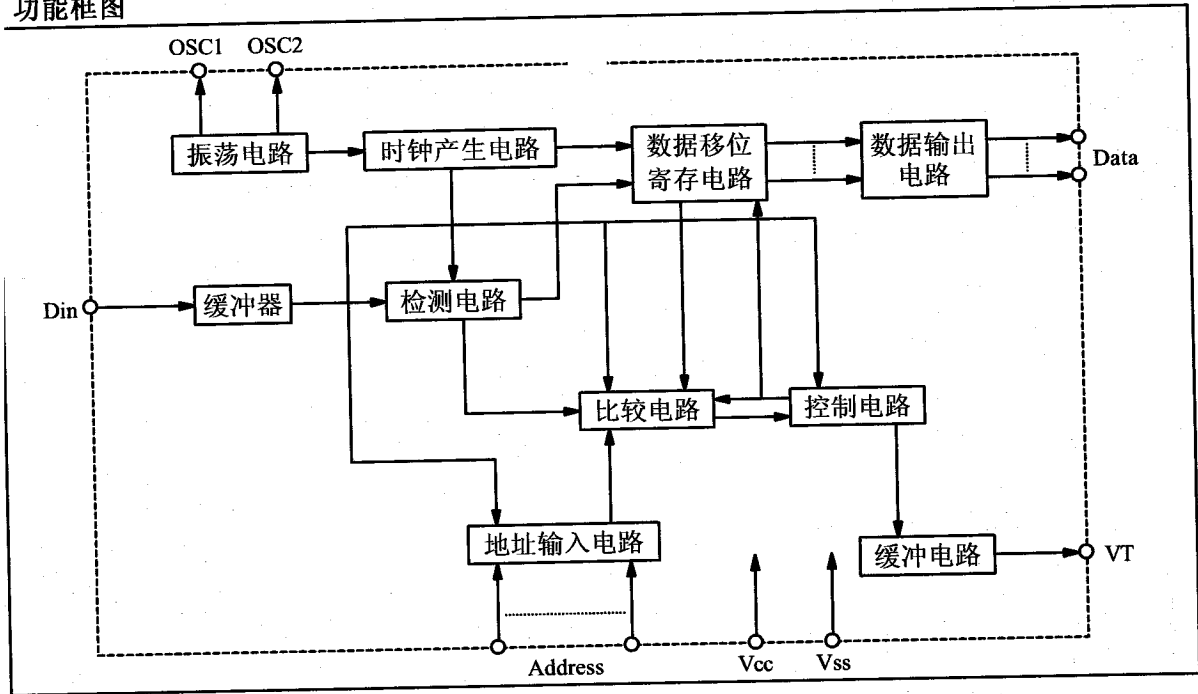 功能框图
OSC1 OSC2
振荡电路
时钟产生电路
数据移位
寄存电路
数据输出
电路
Data
Din
缓冲器
检测电路
比较电路
控制电路
地址输入电路
缓冲电路
VT
Address
Vcc
Vss